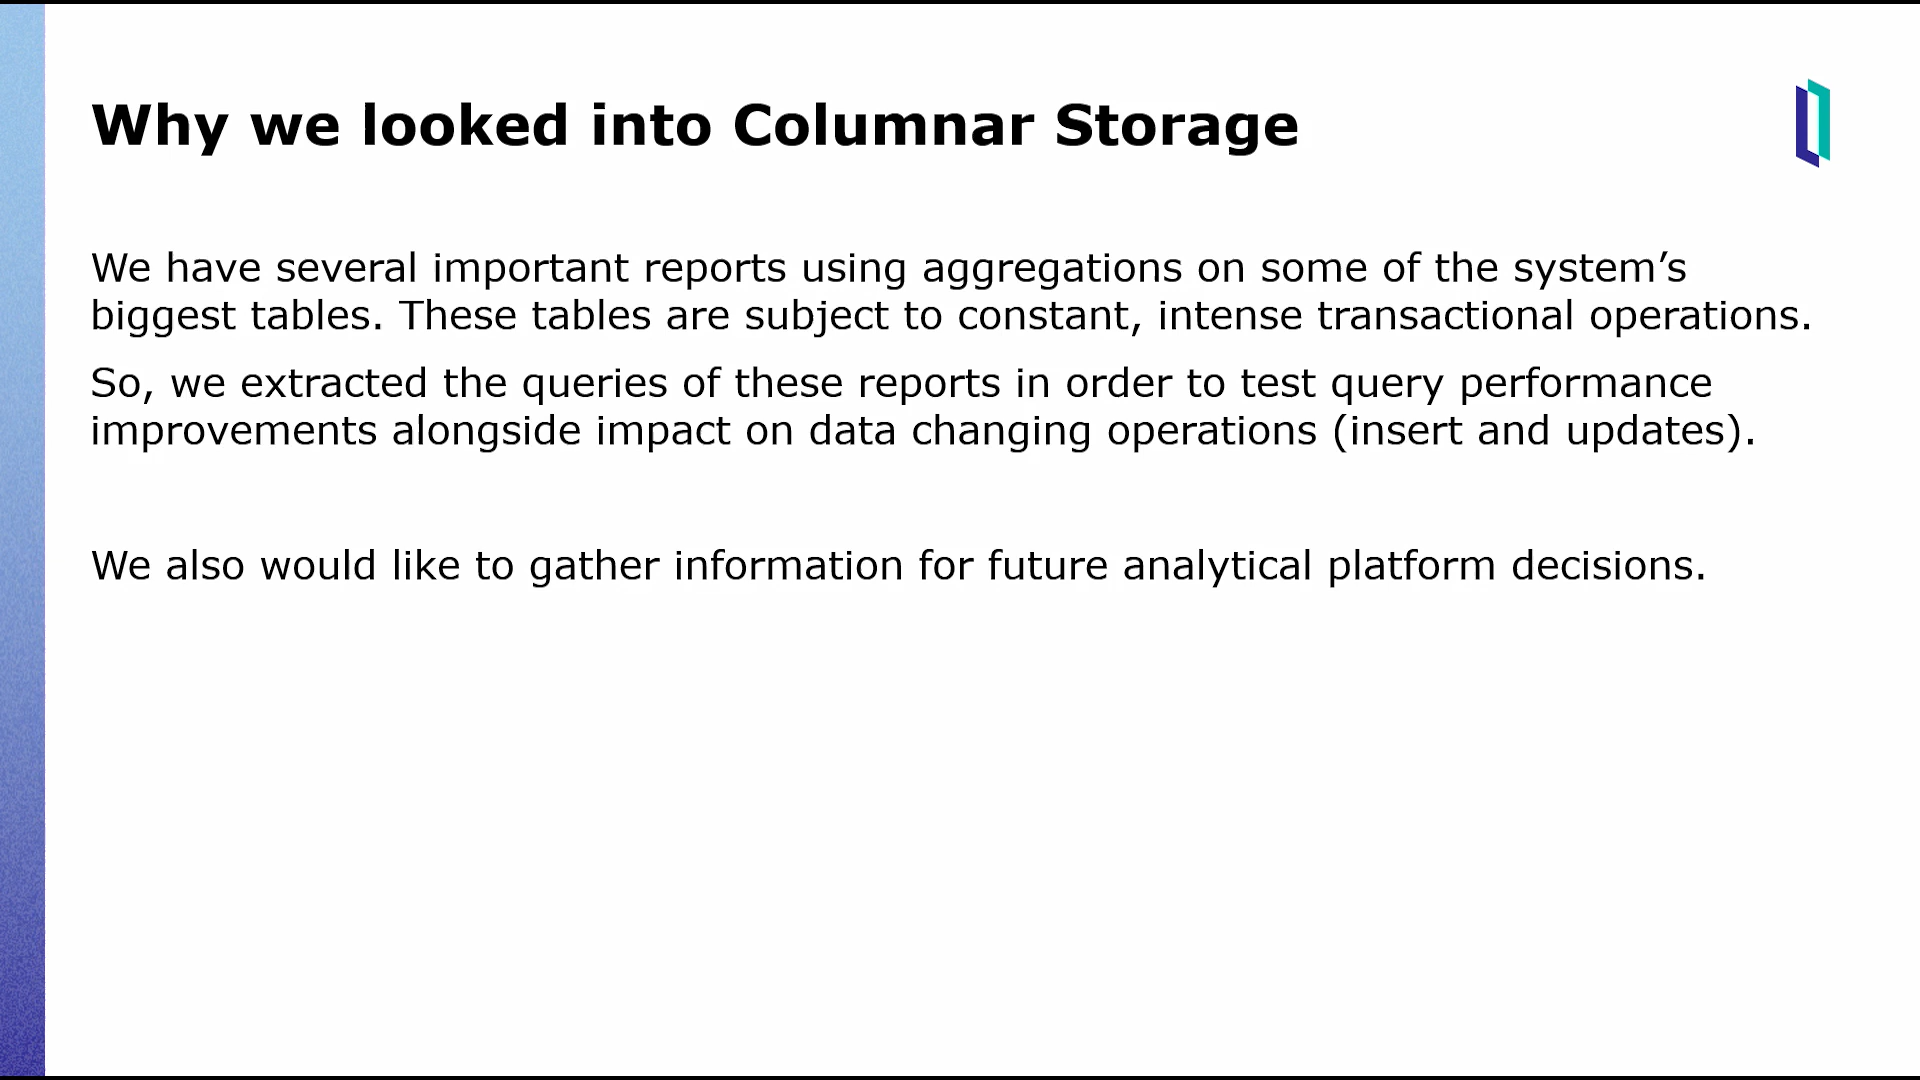 Why we looked into Columnar Storage
We have several important reports using aggregations on some of the system’s
biggest tables. These tables are subject to constant, intense transactional operations.
So, we extracted the queries of these reports in order to test query performance
improvements alongside impact on data changing operations (insert and updates).
We also would like to gather information for future analytical platform decisions.